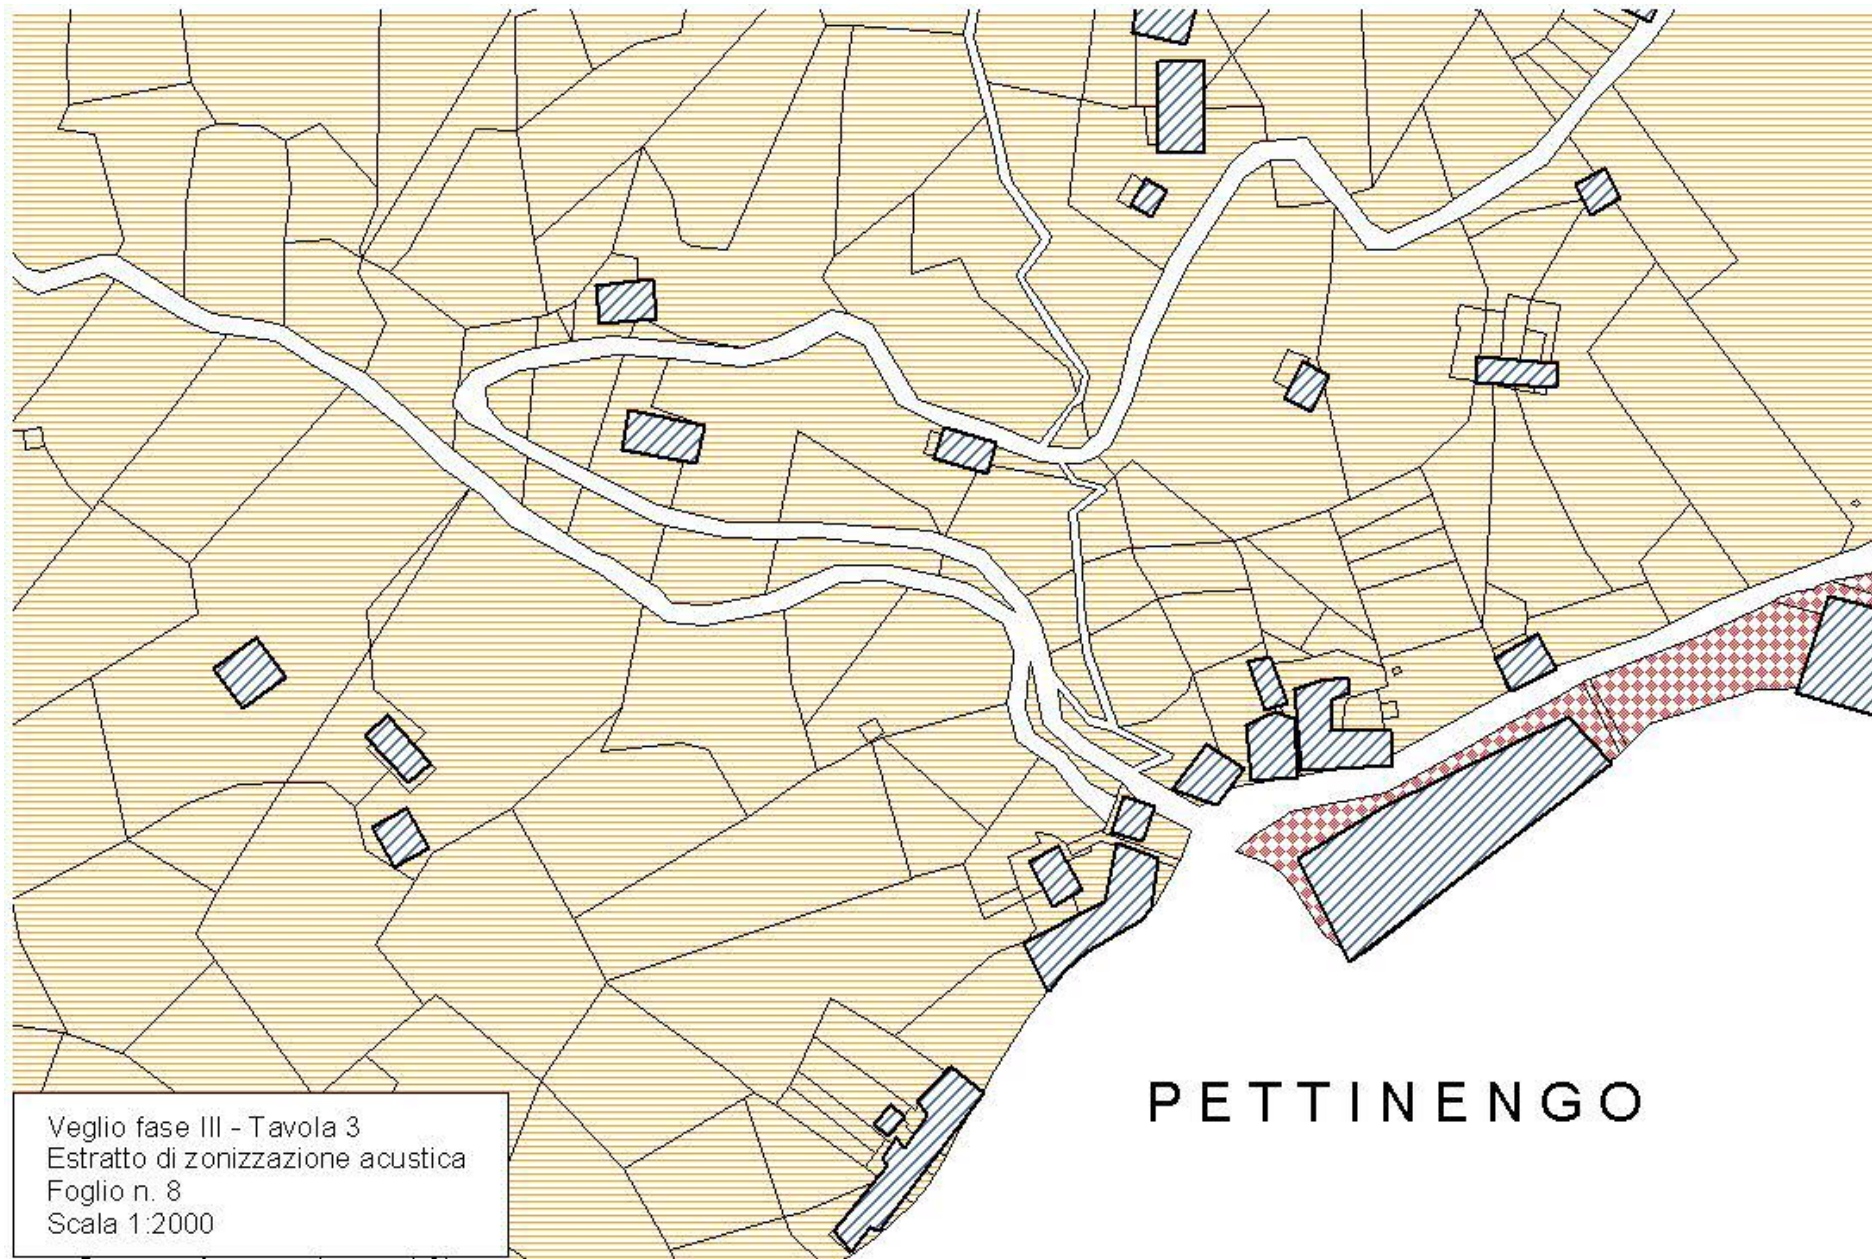 PETTINENGO
Veglio fase III - Tavola 3
Estratto di zonizzazione acustica
Foglio n. 8
Scala 1:2000